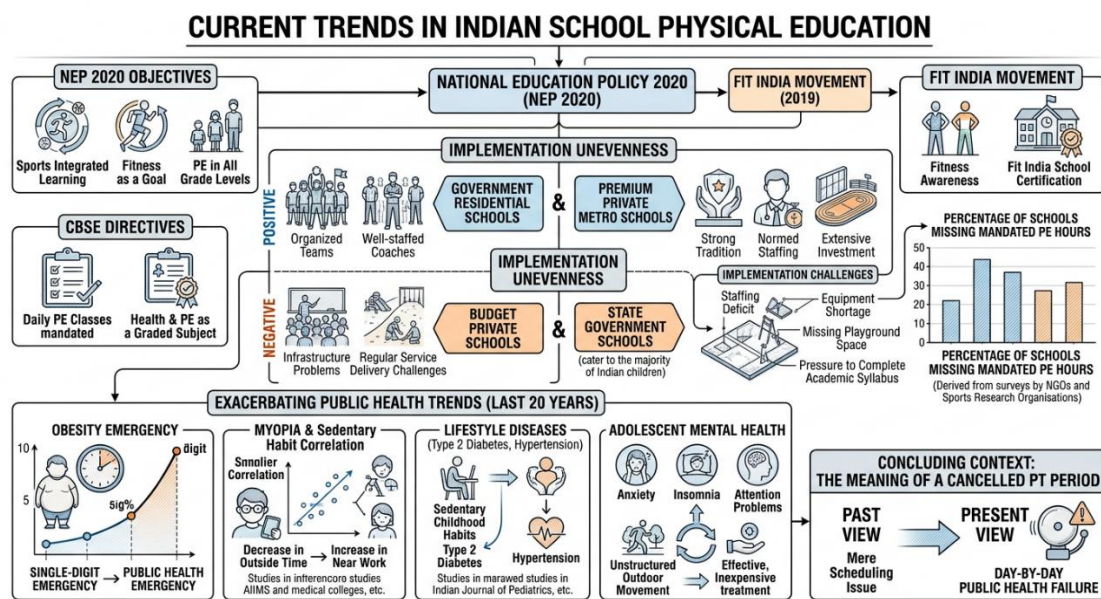 CURRENT TRENDS IN INDIAN SCHOOL PHYSICAL EDUCATION
NEP 2020 OBJECTIVES
Sports Integrated
Learning
Fitness
as a Goal
PE in All
Grade Levels
NATIONAL EDUCATION POLICY 2020
(NEP 2020)
FIT INDIA MOVEMENT
(2019)
FIT INDIA MOVEMENT
Fitness
Awareness
Fit India School
Certification
CBSE DIRECTIVES
Daily PE Classes
mandated
Health & PE as
a Graded Subject
IMPLEMENTATION UNEVENNESS
POSITIVE
Organized
Teams
Well-staffed
Coaches
GOVERNMENT
RESIDENTIAL
SCHOOLS
&
PREMIUM
PRIVATE
METRO SCHOOLS
Strong
Tradition
Normed
Staffing
Extensive
Investment
IMPLEMENTATION
UNEVENNESS
NEGATIVE
Infrastructure
Problems
Regular Service
Delivery Challenges
BUDGET
PRIVATE
SCHOOLS
&
STATE
GOVERNMENT
SCHOOLS
(cater to the majority
of Indian children)
IMPLEMENTATION CHALLENGES
Staffing
Deficit
Equipment
Shortage
Missing Playground
Space
Pressure to Complete
Academic Syllabus
PERCENTAGE OF SCHOOLS
MISSING MANDATED PE HOURS
50
40
30
20
10
0
PERCENTAGE OF SCHOOLS
MISSING MANDATED PE HOURS
(Derived from surveys by NGOs and
Sports Research Organisations)
EXACERBATING PUBLIC HEALTH TRENDS (LAST 20 YEARS)
OBESITY EMERGENCY
10
5
5ig%
digit
SINGLE-DIGIT
EMERGENCY
PUBLIC HEALTH
EMERGENCY
MYOPIA & Sedentary
Habit Correlation
Correlation
Decrease in
Outside Time
Increase in
Near Work
Studies in inferencoro studies
AIIMS and medical colleges, etc.
LIFESTYLE DISEASES
(Type 2 Diabetes, Hypertension)
Sedentary
Childhood
Habits
Type 2
Diabetes
Hypertension
Studies in marawed studies in
Indian Journal of Pediatrics, etc.
ADOLESCENT MENTAL HEALTH
Anxiety
Insomnia
Attention
Problems
Unstructured
Outdoor
Movement
Effective,
Inexpensive
treatment
CONCLUDING CONTEXT:
THE MEANING OF A CANCELLED PT PERIOD
PAST
VIEW
Mere
Scheduling
Issue
PRESENT
VIEW
DAY-BY-DAY
PUBLIC HEALTH FAILURE